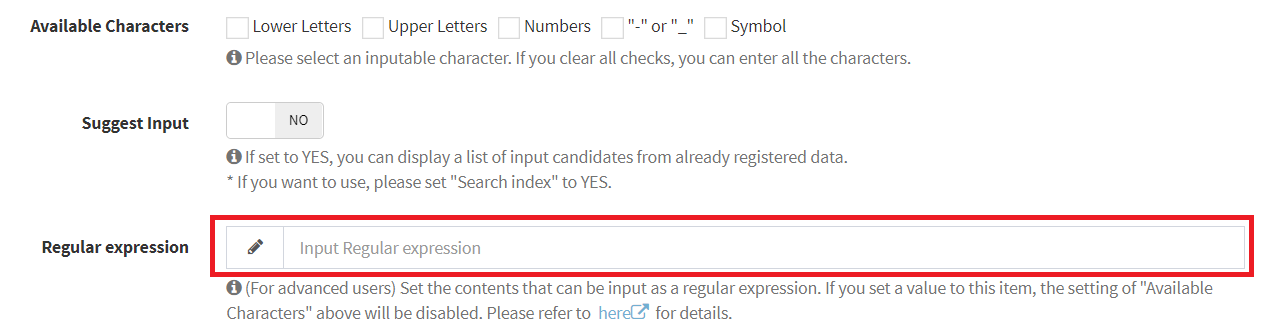 Available Characters Lower Letters Upper Letters Numbers "-" or "_" Symbol
Please select an inputable character. If you clear all checks, you can enter all the characters.
Suggest Input NO
If set to YES, you can display a list of input candidates from already registered data.
* If you want to use, please set "Search index" to YES.
Regular expression Input Regular expression
(For advanced users) Set the contents that can be input as a regular expression. If you set a value to this item, the setting of "Available
Characters" above will be disabled. Please refer to here for details.